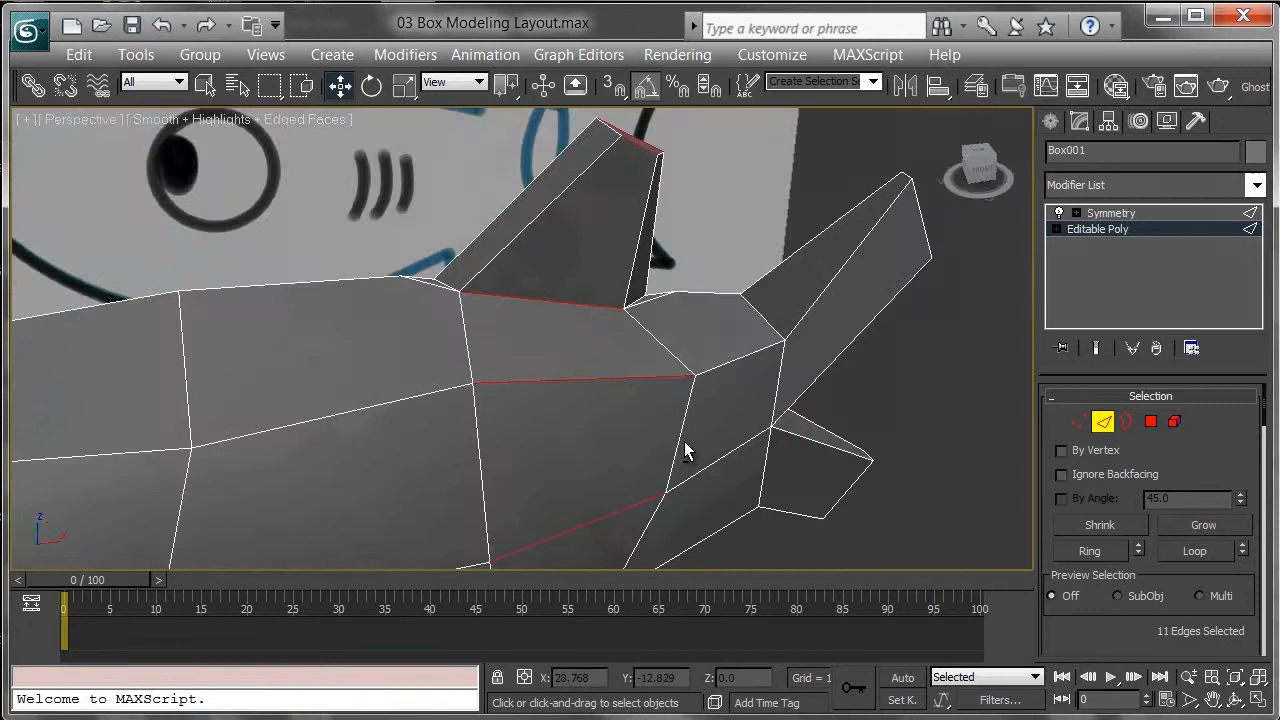 03 Box Modeling Layout.max
Type a keyword or phrase
Edit Tools Group Views Create Modifiers Animation Graph Editors Rendering Customize MAXScript Help
All View 3 Create Selection Se Ghost
[ + ][ Perspective ][ Smooth + Highlights + Edged Faces ]
FRONT
Box001
Modifier List
Symmetry
Editable Poly
Selection
By Vertex
Ignore Backfacing
By Angle: 45.0
Shrink Grow
Ring Loop
Preview Selection
Off SubObj Multi
11 Edges Selected
z
x
< 0 / 100 >
0 5 10 15 20 25 30 35 40 45 50 55 60 65 70 75 80 85 90 95 100
X: 28.768 Y: -12.829 Z: 0.0 Grid = 1 Auto Selected
Welcome to MAXScript. Click or click-and-drag to select objects Add Time Tag Set K. Filters... 0